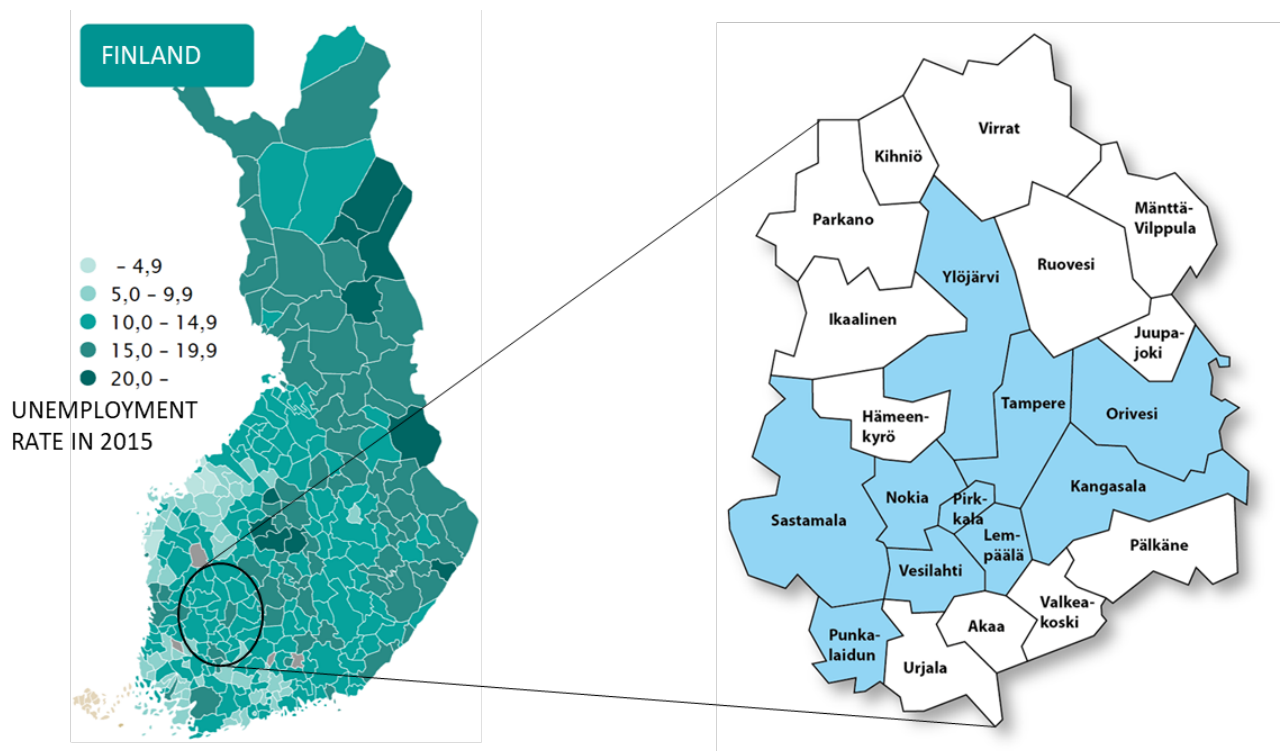 FINLAND
– 4,9
5,0 – 9,9
10,0 – 14,9
15,0 – 19,9
20,0 –
UNEMPLOYMENT
RATE IN 2015
Virrat
Kihniö
Parkano
Mänttä-
Vilppula
Ruovesi
Ylöjärvi
Ikaalinen
Juupa-
joki
Tampere
Orivesi
Hämeen-
kyrö
Kangasala
Nokia
Pirk-
kala
Sastamala
Lem-
päälä
Pälkäne
Vesilahti
Valkea-
koski
Akaa
Punka-
laidun
Urjala